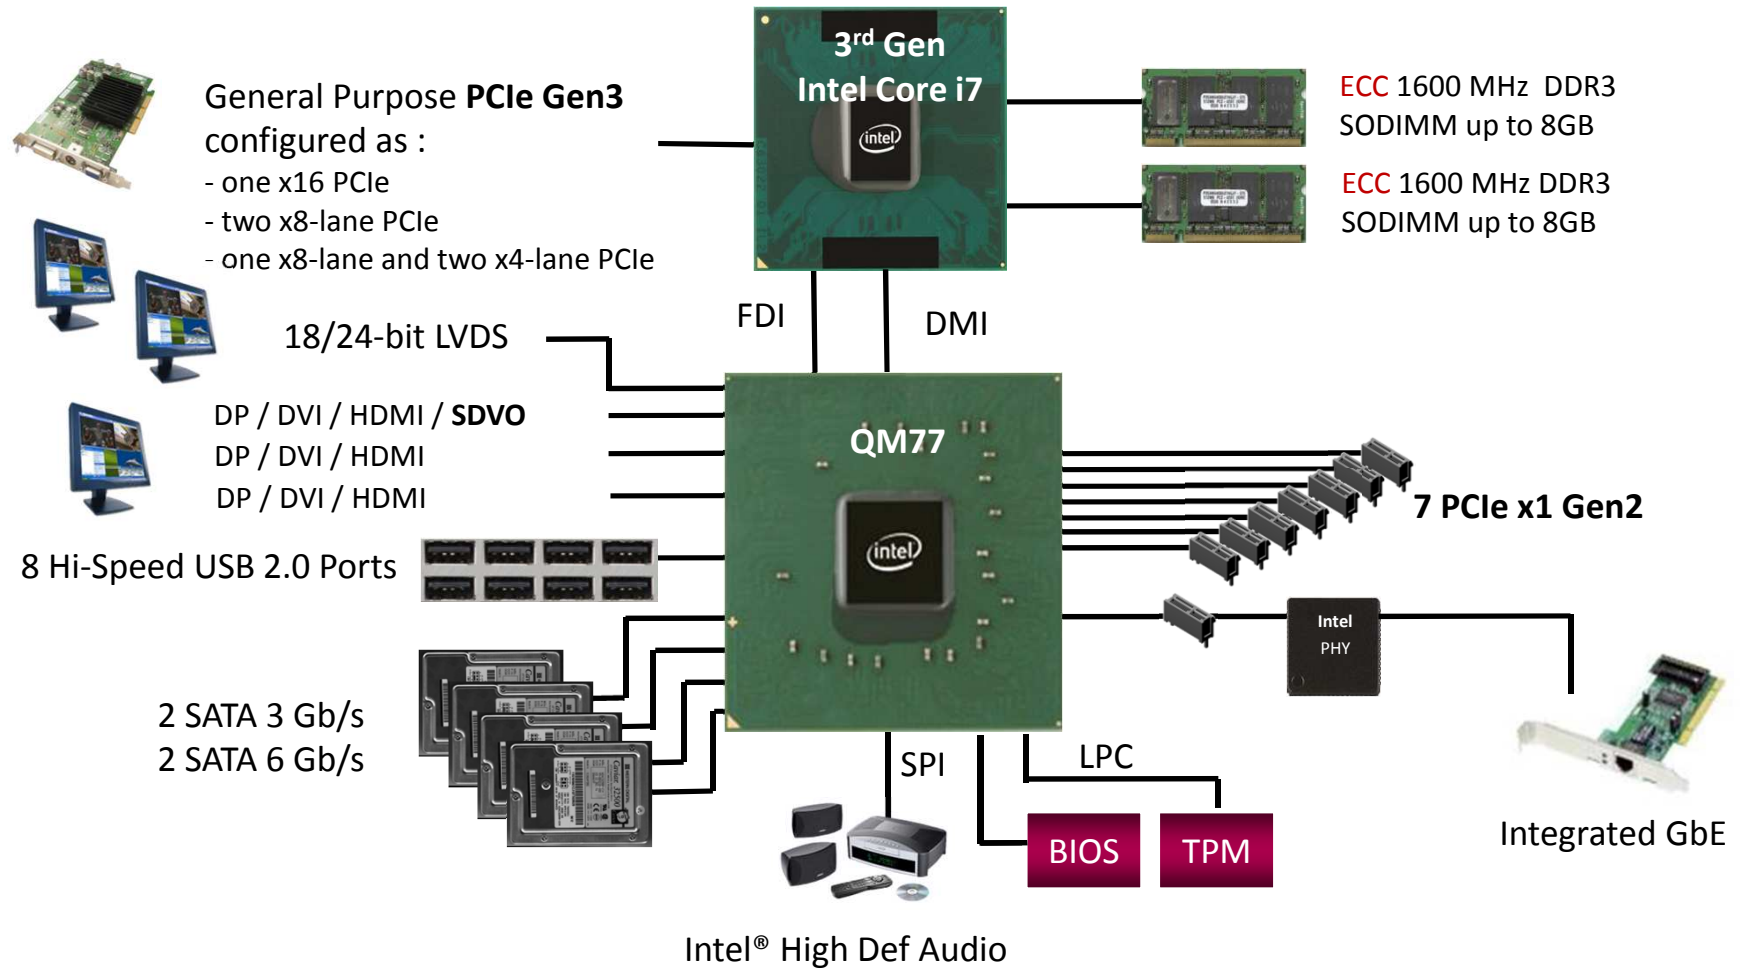 3rd Gen
Intel Core i7
intel
General Purpose PCIe Gen3
configured as :
- one x16 PCIe
- two x8-lane PCIe
- one x8-lane and two x4-lane PCIe
ECC 1600 MHz DDR3
SODIMM up to 8GB
ECC 1600 MHz DDR3
SODIMM up to 8GB
FDI
DMI
18/24-bit LVDS
DP / DVI / HDMI / SDVO
DP / DVI / HDMI
DP / DVI / HDMI
QM77
intel
7 PCIe x1 Gen2
8 Hi-Speed USB 2.0 Ports
Intel
PHY
2 SATA 3 Gb/s
2 SATA 6 Gb/s
SPI
LPC
BIOS
TPM
Integrated GbE
Intel® High Def Audio